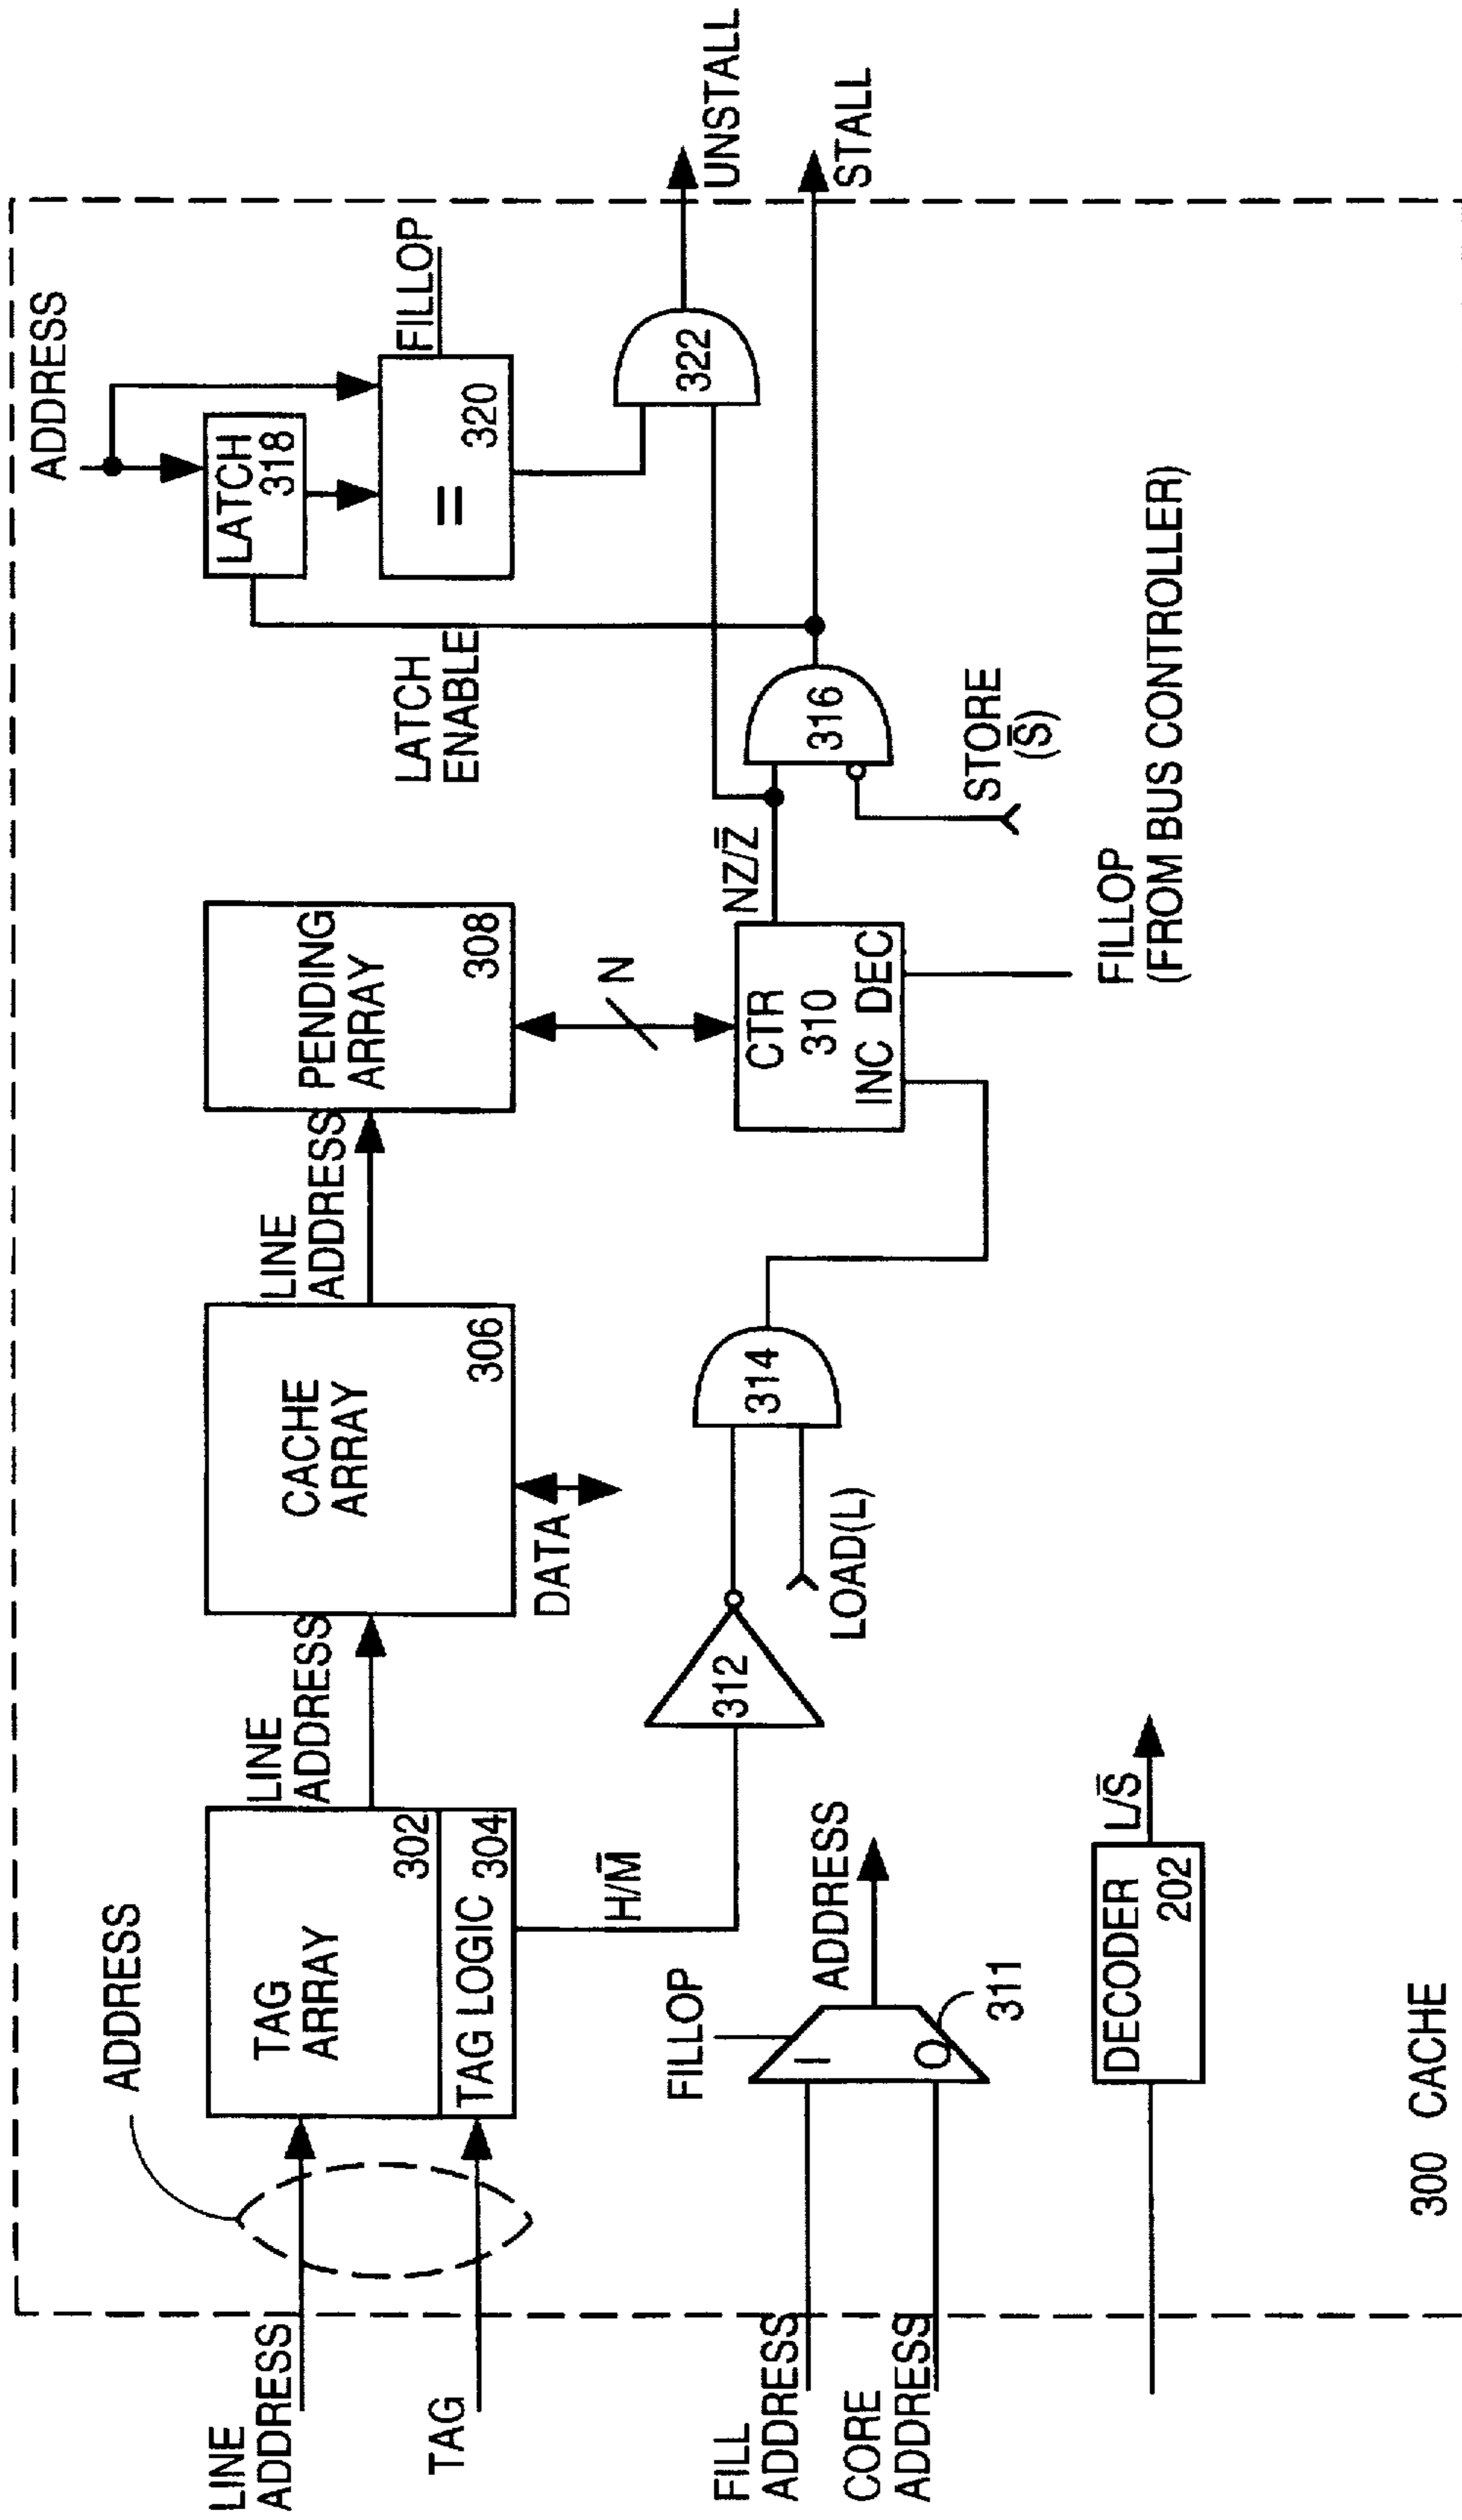 LINE
ADDRESS
TAG
ADDRESS
TAG
ARRAY
302
TAG LOGIC 304
LINE
ADDRESS
H/M̅
CACHE
ARRAY
306
DATA
LINE
ADDRESS
PENDING
ARRAY
308
N
ADDRESS
LATCH
318
=
320
FILLOP
LATCH
ENABLE
322
UNSTALL
STALL
312
LOAD(L)
314
CTR
310
INC DEC
NZ/Z̅
316
STORE
(S̅)
FILLOP
(FROM BUS CONTROLLER)
FILL
ADDRESS
CORE
ADDRESS
FILLOP
I
O
311
ADDRESS
DECODER
202
L/S̅
300 CACHE